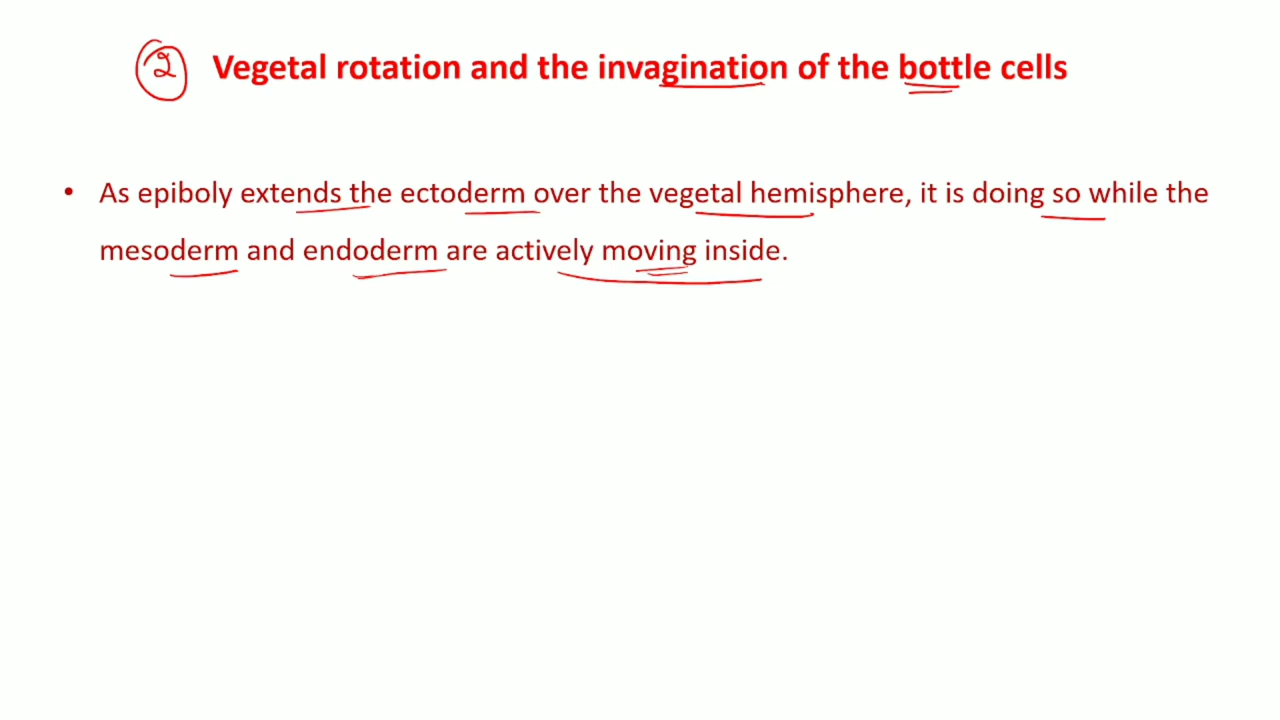 2 Vegetal rotation and the invagination of the bottle cells
• As epiboly extends the ectoderm over the vegetal hemisphere, it is doing so while the
mesoderm and endoderm are actively moving inside.